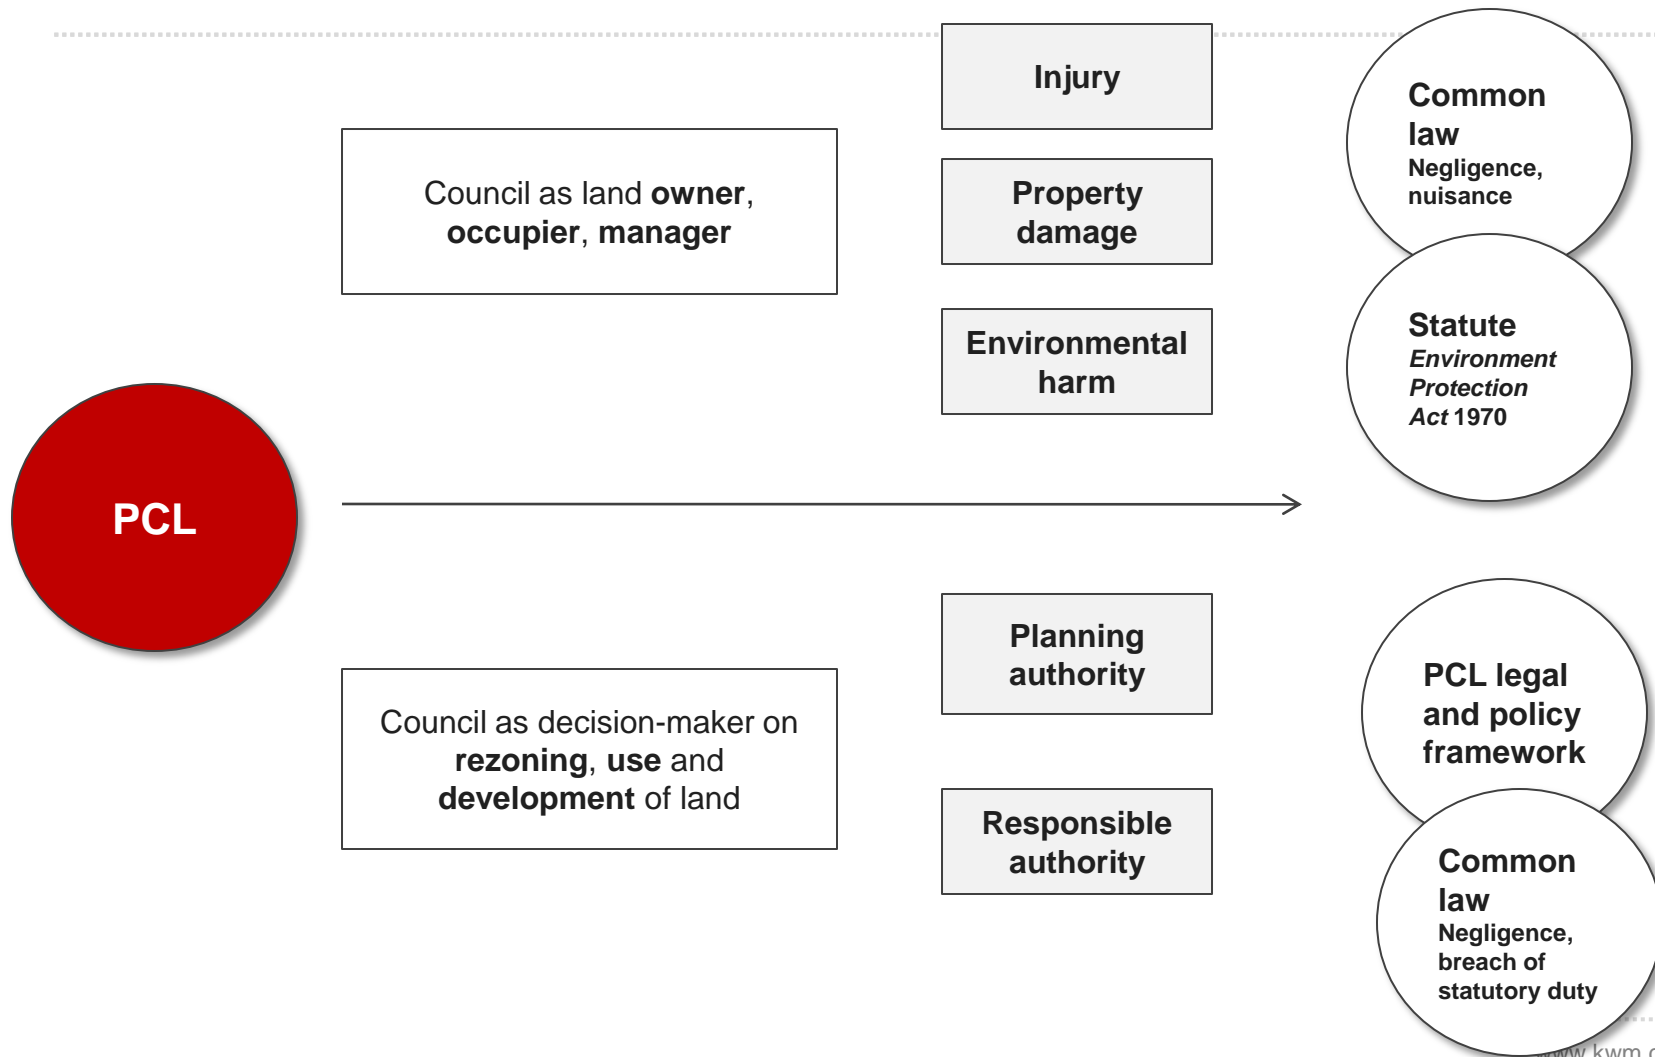 Injury
Common
law
Negligence,
nuisance
Council as land owner,
occupier, manager
Property
damage
Environmental
harm
Statute
Environment
Protection
Act 1970
PCL
Planning
authority
PCL legal
and policy
framework
Council as decision-maker on
rezoning, use and
development of land
Responsible
authority
Common
law
Negligence,
breach of
statutory duty
www.kwm.c